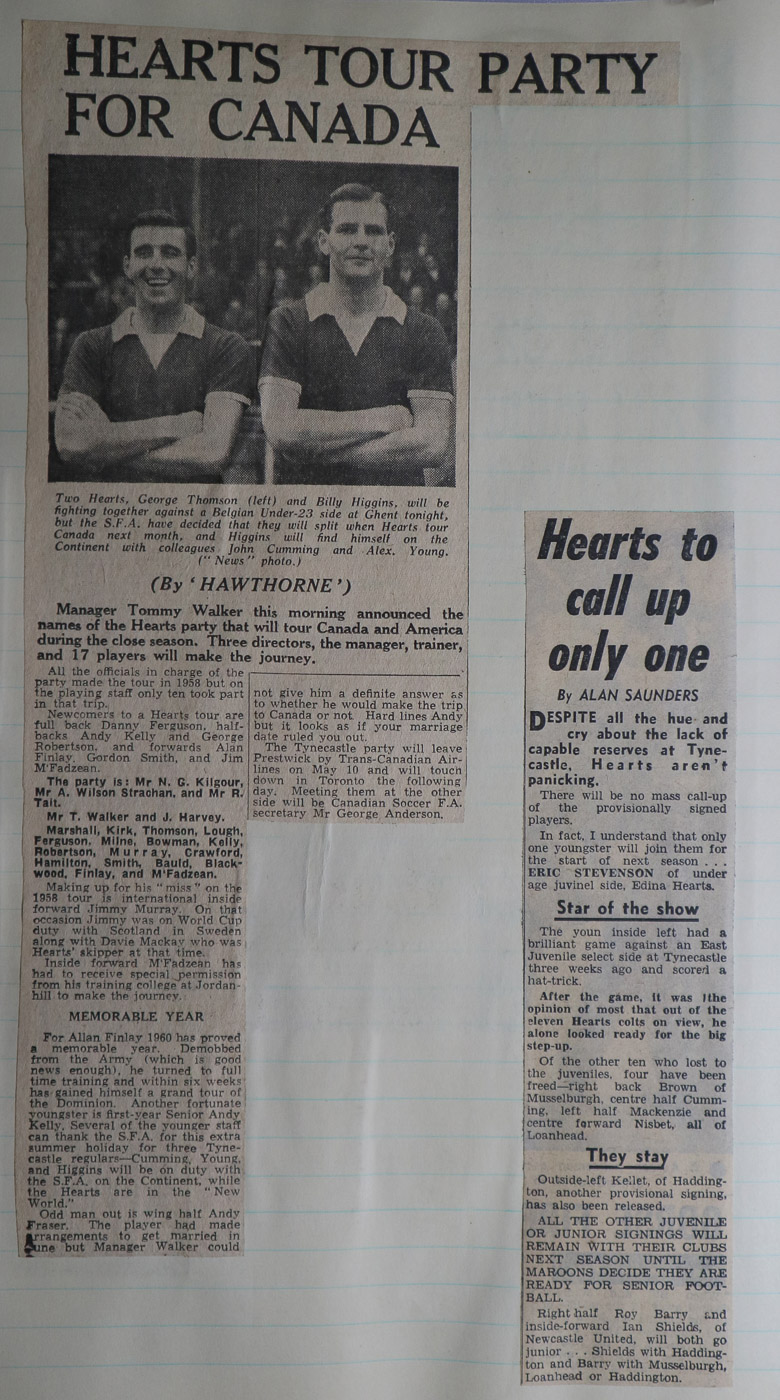 HEARTS TOUR PARTY
FOR CANADA
Two Hearts, George Thomson (left) and Billy Higgins, will be
fighting together against a Belgian Under-23 side at Ghent tonight,
but the S.F.A. have decided that they will split when Hearts tour
Canada next month, and Higgins will find himself on the
Continent with colleagues John Cumming and Alex. Young.
("News" photo.)
(By 'HAWTHORNE')
Manager Tommy Walker this morning announced the
names of the Hearts party that will tour Canada and America
during the close season. Three directors, the manager, trainer,
and 17 players will make the journey.
All the officials in charge of the
party made the tour in 1958 but on
the playing staff only ten took part
in that trip.
Newcomers to a Hearts tour are
full back Danny Ferguson, half-
backs Andy Kelly and George
Robertson, and forwards Alan
Finlay, Gordon Smith, and Jim
M'Fadzean.
The party is: Mr N. G. Kilgour,
Mr A. Wilson Strachan, and Mr R.
Tait.
Mr T. Walker and J. Harvey.
Marshall, Kirk, Thomson, Lough,
Ferguson, Milne, Bowman, Kelly,
Robertson, Murray, Crawford,
Hamilton, Smith, Bauld, Black-
wood, Finlay, and M'Fadzean.
Making up for his "miss" on the
1958 tour is international inside
forward Jimmy Murray. On that
occasion Jimmy was on World Cup
duty with Scotland in Sweden
along with Davie Mackay who was
Hearts' skipper at that time.
Inside forward M'Fadzean has
had to receive special permission
from his training college at Jordan-
hill to make the journey.
MEMORABLE YEAR
For Allan Finlay 1960 has proved
a memorable year. Demobbed
from the Army (which is good
news enough), he turned to full
time training and within six weeks
has gained himself a grand tour of
the Dominion. Another fortunate
youngster is first-year Senior Andy
Kelly, Several of the younger staff
can thank the S.F.A. for this extra
summer holiday for three Tyne-
castle regulars—Cumming, Young,
and Higgins will be on duty with
the S.F.A. on the Continent, while
the Hearts are in the "New
World."
Odd man out is wing half Andy
Fraser. The player had made
arrangements to get married in
June but Manager Walker could
not give him a definite answer as
to whether he would make the trip
to Canada or not. Hard lines Andy
but it looks as if your marriage
date ruled you out.
The Tynecastle party will leave
Prestwick by Trans-Canadian Air-
lines on May 10 and will touch
down in Toronto the following
day. Meeting them at the other
side will be Canadian Soccer F.A.
secretary Mr George Anderson.
Hearts to
call up
only one
By ALAN SAUNDERS
DESPITE all the hue and
cry about the lack of
capable reserves at Tyne-
castle, Hearts aren't
panicking.
There will be no mass call-up
of the provisionally signed
players.
In fact, I understand that only
one youngster will join them for
the start of next season . . .
ERIC STEVENSON of under
age juvinel side, Edina Hearts.
Star of the show
The youn inside left had a
brilliant game against an East
Juvenile select side at Tynecastle
three weeks ago and scored a
hat-trick.
After the game, it was lthe
opinion of most that out of the
eleven Hearts colts on view, he
alone looked ready for the big
step-up.
Of the other ten who lost to
the juveniles, four have been
freed—right back Brown of
Musselburgh, centre half Cumm-
ing, left half Mackenzie and
centre forward Nisbet, all of
Loanhead.
They stay
Outside-left Kellet, of Hadding-
ton, another provisional signing,
has also been released.
ALL THE OTHER JUVENILE
OR JUNIOR SIGNINGS WILL
REMAIN WITH THEIR CLUBS
NEXT SEASON UNTIL THE
MAROONS DECIDE THEY ARE
READY FOR SENIOR FOOT-
BALL.
Right half Roy Barry and
inside-forward Ian Shields, of
Newcastle United, will both go
junior . . . Shields with Hadding-
ton and Barry with Musselburgh,
Loanhead or Haddington.